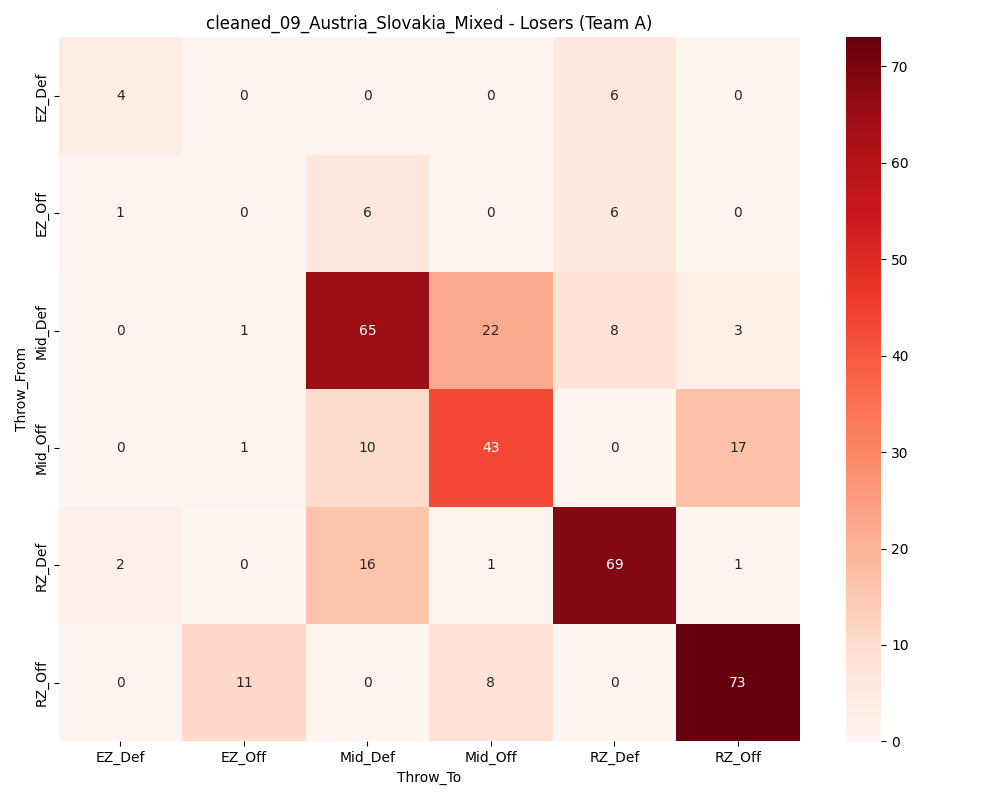 cleaned_09_Austria_Slovakia_Mixed - Losers (Team A)
Throw_From
EZ_Def 4 0 0 0 6 0
EZ_Off 1 0 6 0 6 0
Mid_Def 0 1 65 22 8 3
Mid_Off 0 1 10 43 0 17
RZ_Def 2 0 16 1 69 1
RZ_Off 0 11 0 8 0 73
EZ_Def EZ_Off Mid_Def Mid_Off RZ_Def RZ_Off
Throw_To
70
60
50
40
30
20
10
0